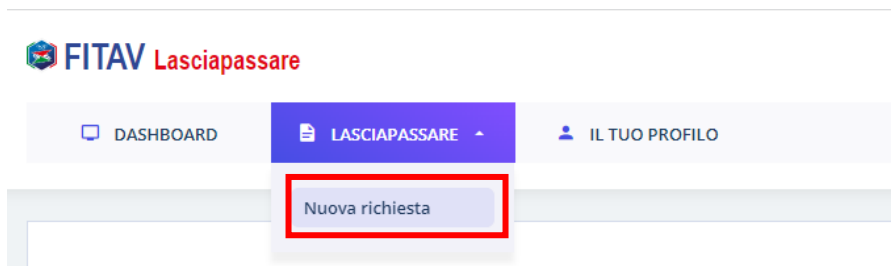 FITAV Lasciapassare
DASHBOARD
LASCIAPASSARE
IL TUO PROFILO
Nuova richiesta